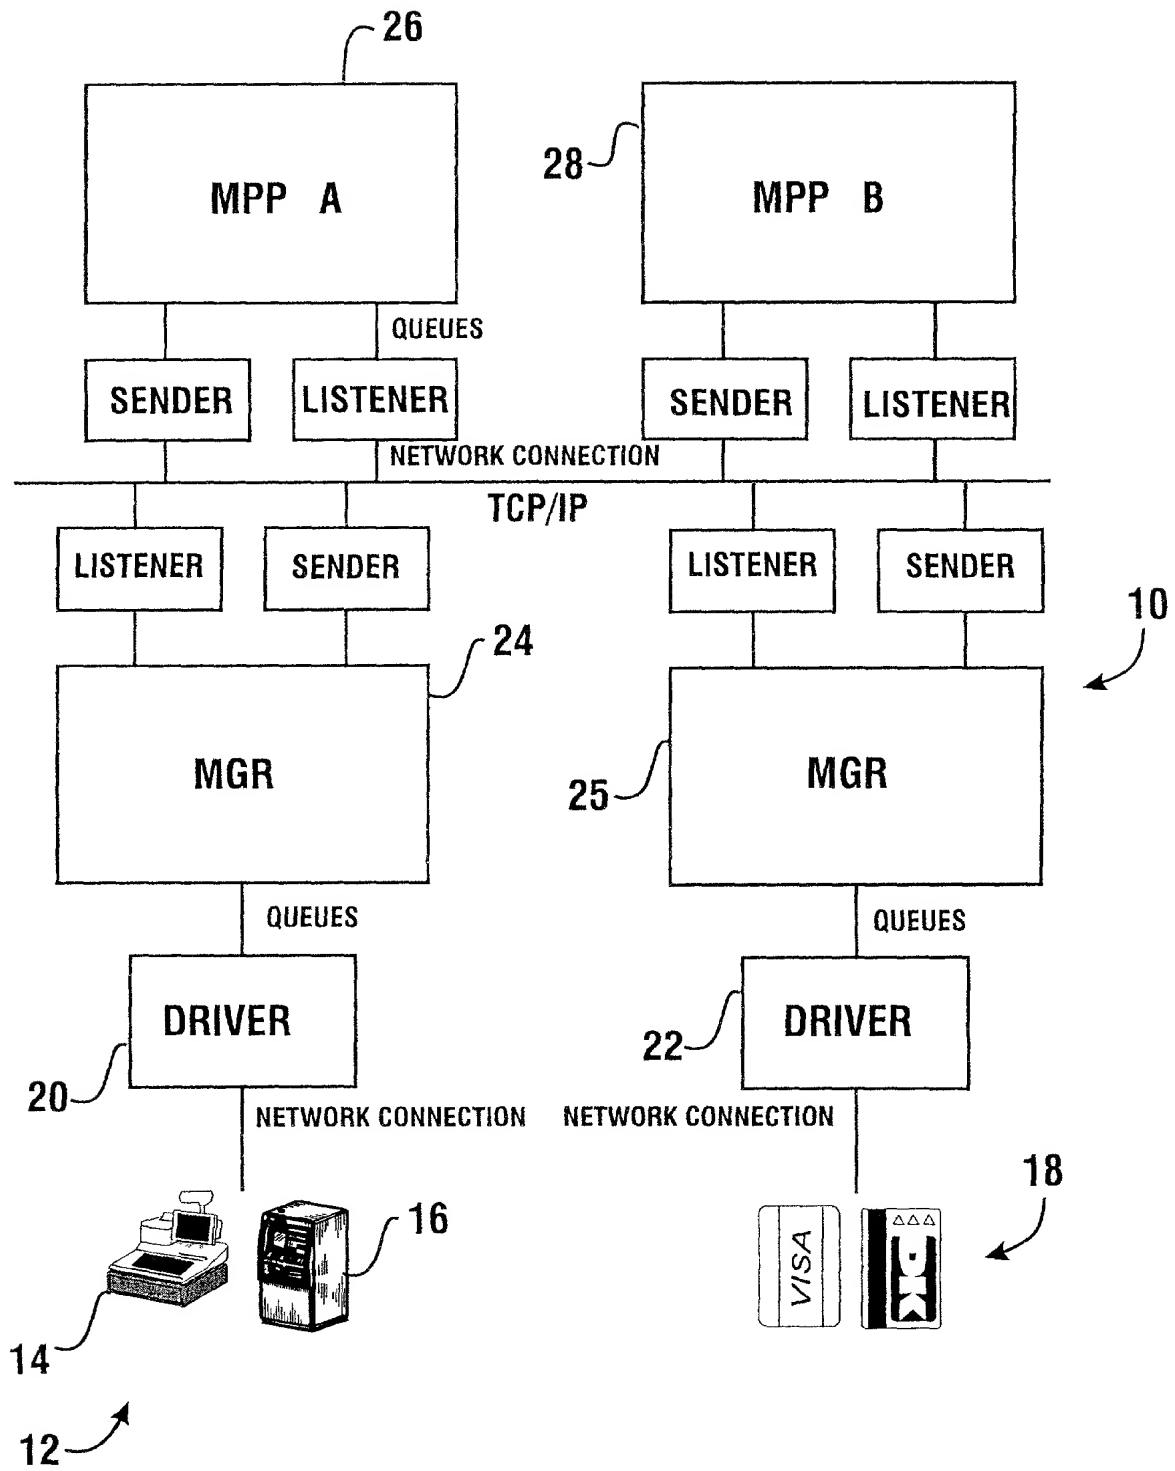 26
28
MPP A
MPP B
QUEUES
SENDER
LISTENER
SENDER
LISTENER
NETWORK CONNECTION
TCP/IP
LISTENER
SENDER
LISTENER
SENDER
10
24
25
MGR
MGR
QUEUES
QUEUES
DRIVER
DRIVER
20
22
NETWORK CONNECTION
NETWORK CONNECTION
18
16
VISA
14
12